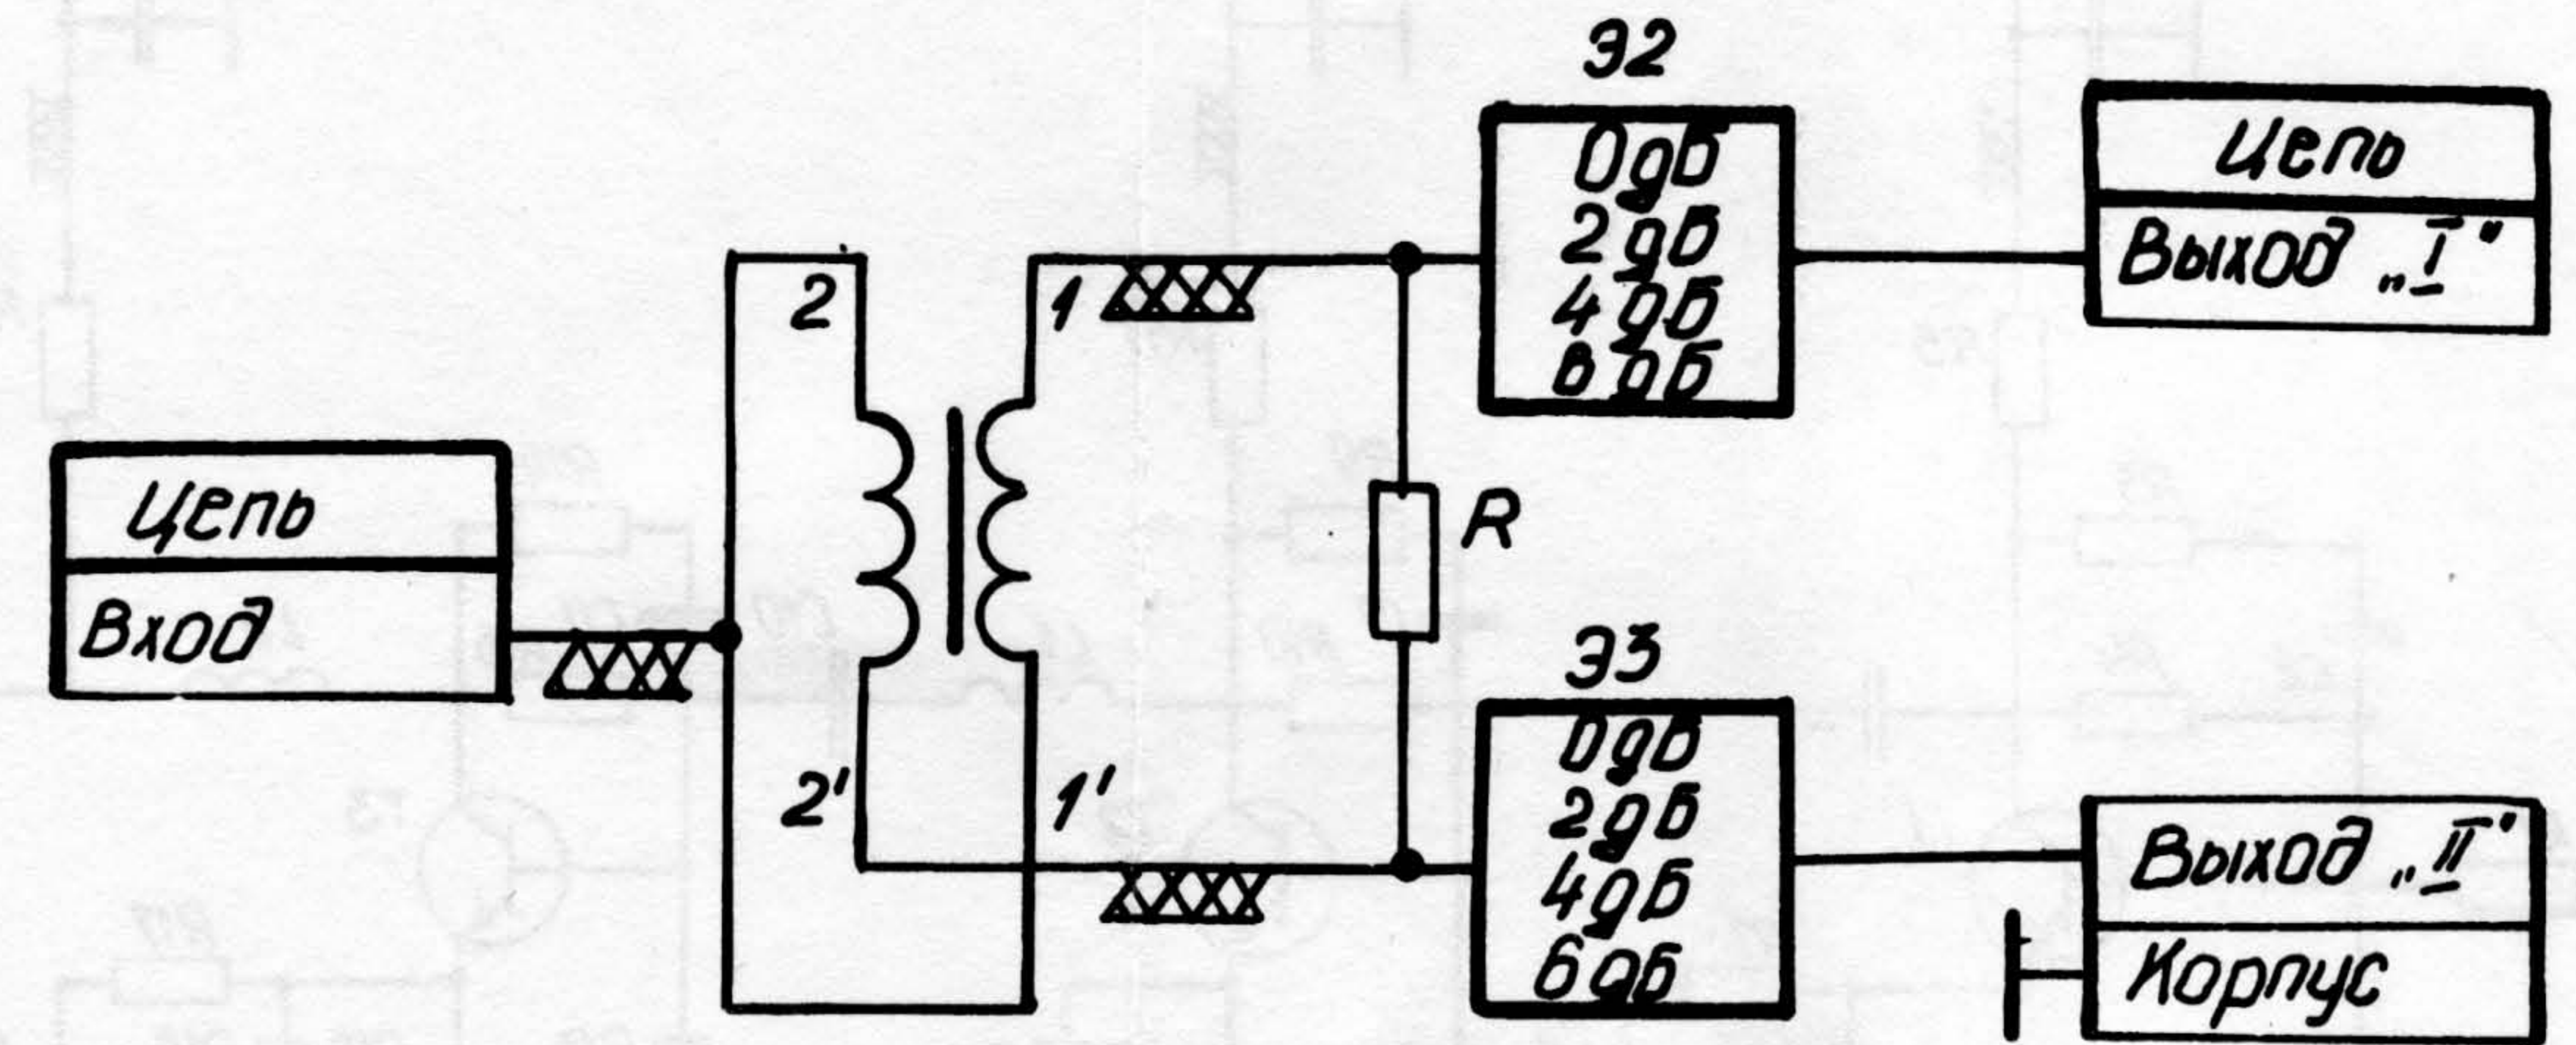 Э2
0дБ
2дБ
4дБ
6дБ
Цепь
Выход „I"
Цепь
Вход
2
1
2'
1'
R
Э3
0дБ
2дБ
4дБ
6дБ
Выход „II"
Корпус